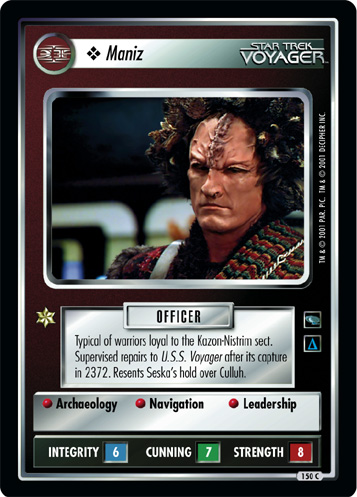 ❖ Maniz
STAR TREK
VOYAGER™
TM & © 2001 PAR. PIC. TM & © 2001 DECIPHER INC.
OFFICER
Typical of warriors loyal to the Kazon-Nistrim sect.
Supervised repairs to U.S.S. Voyager after its capture
in 2372. Resents Seska's hold over Culluh.
Archaeology Navigation Leadership
INTEGRITY 6 CUNNING 7 STRENGTH 8
150 C